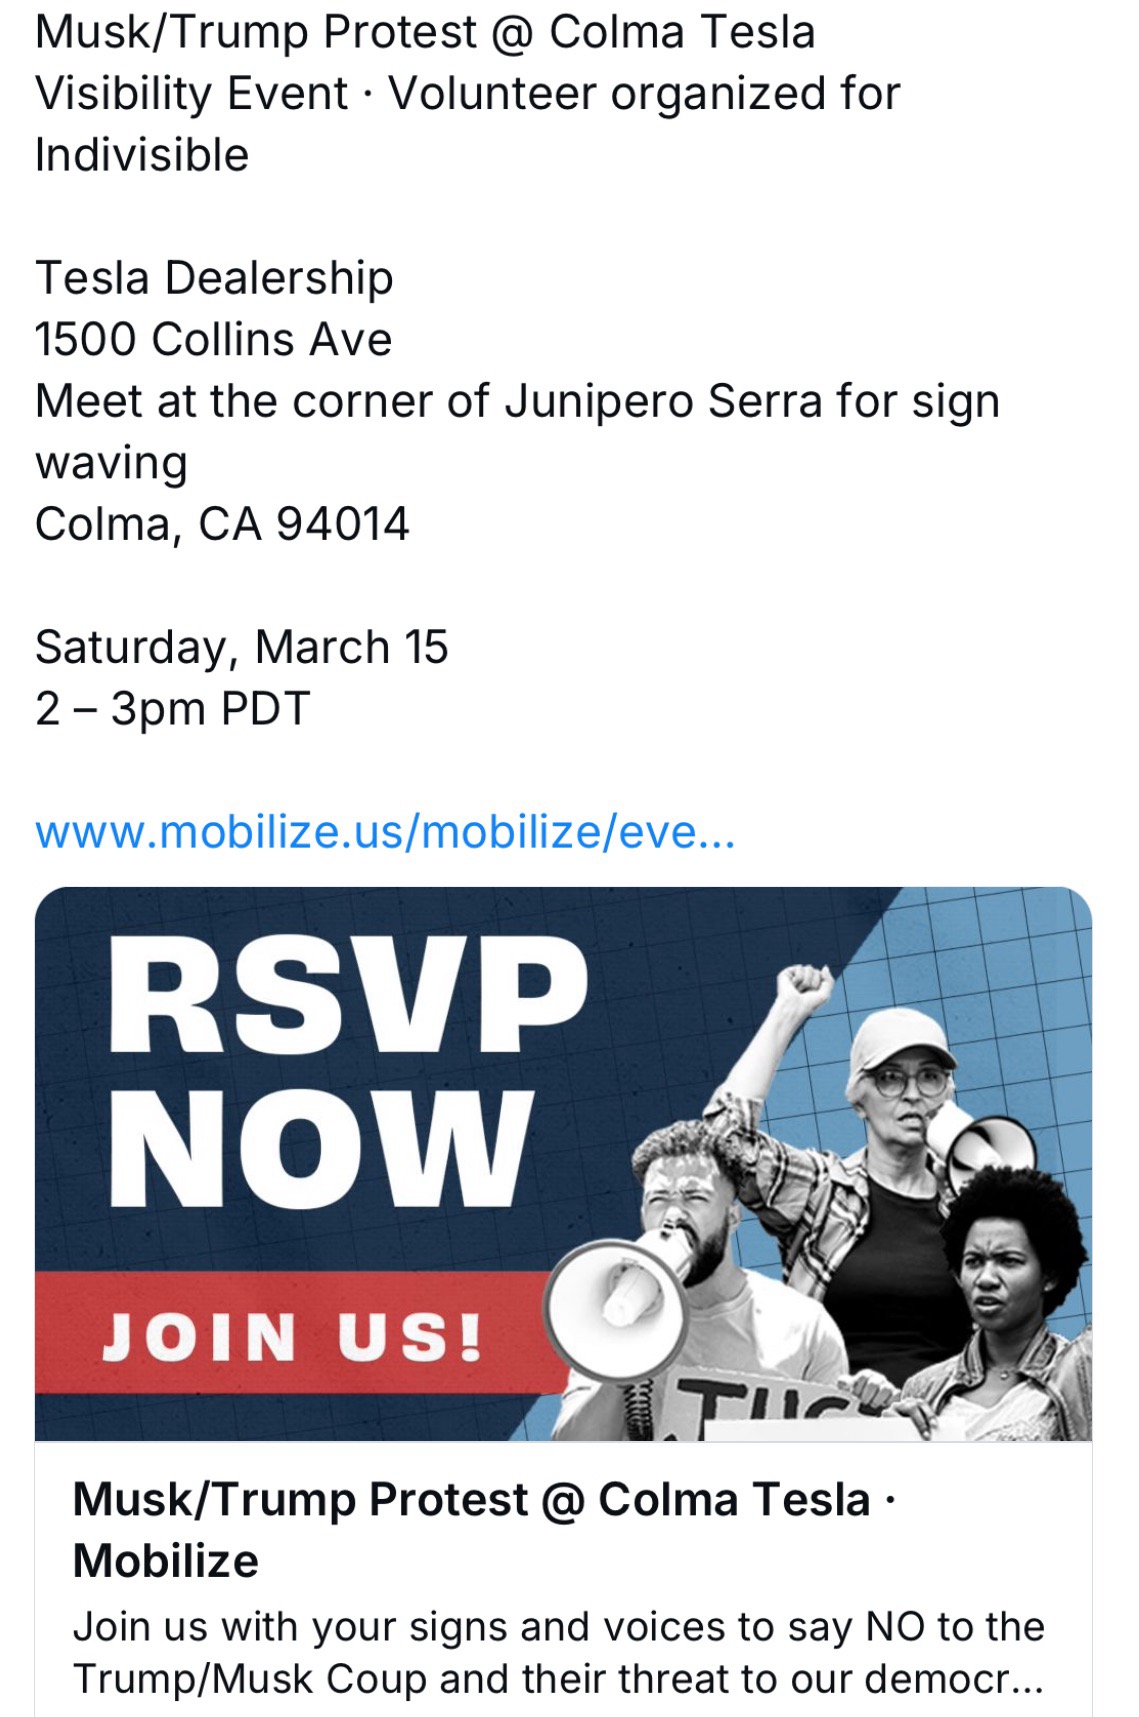 Musk/Trump Protest @ Colma Tesla
Visibility Event · Volunteer organized for
Indivisible
Tesla Dealership
1500 Collins Ave
Meet at the corner of Junipero Serra for sign
waving
Colma, CA 94014
Saturday, March 15
2 – 3pm PDT
www.mobilize.us/mobilize/eve...
RSVP
NOW
JOIN US!
Musk/Trump Protest @ Colma Tesla ·
Mobilize
Join us with your signs and voices to say NO to the
Trump/Musk Coup and their threat to our democr...